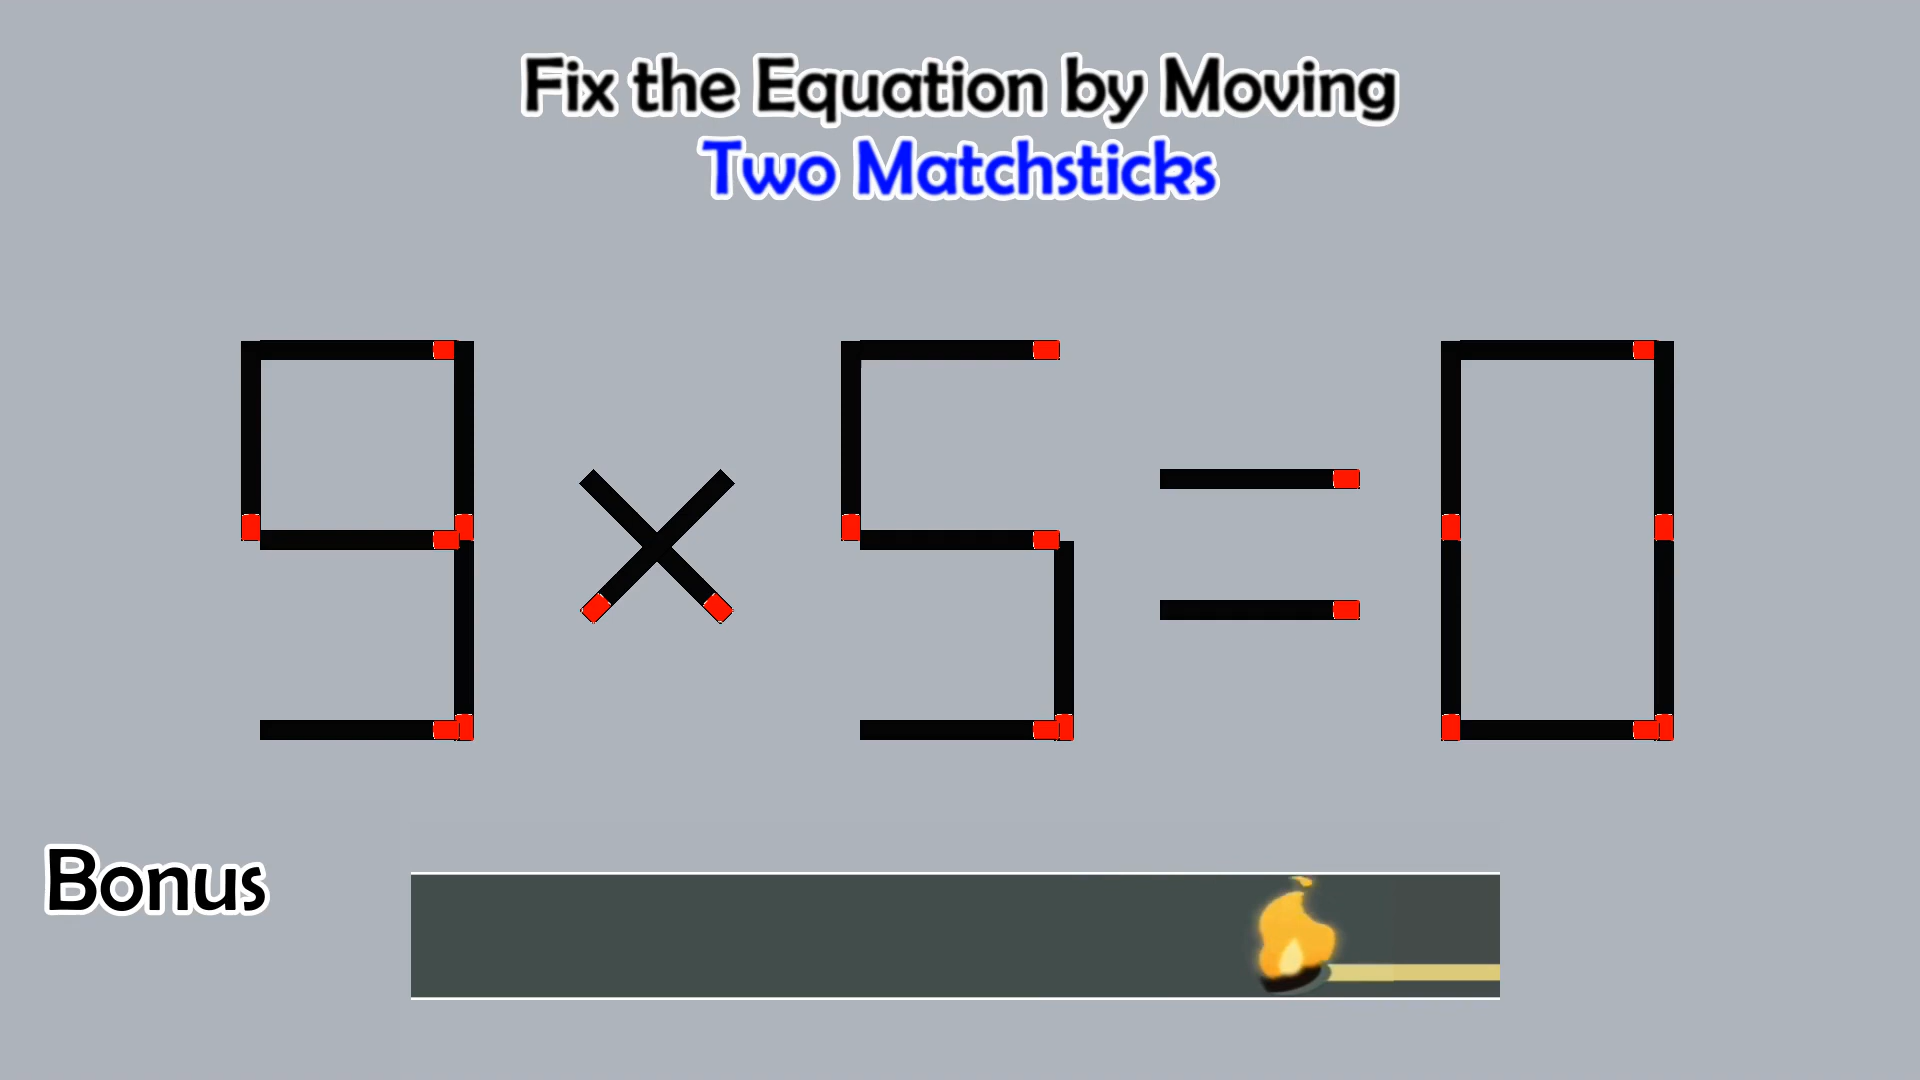 Fix the Equation by Moving
Two Matchsticks
9 × 5 = 0
Bonus